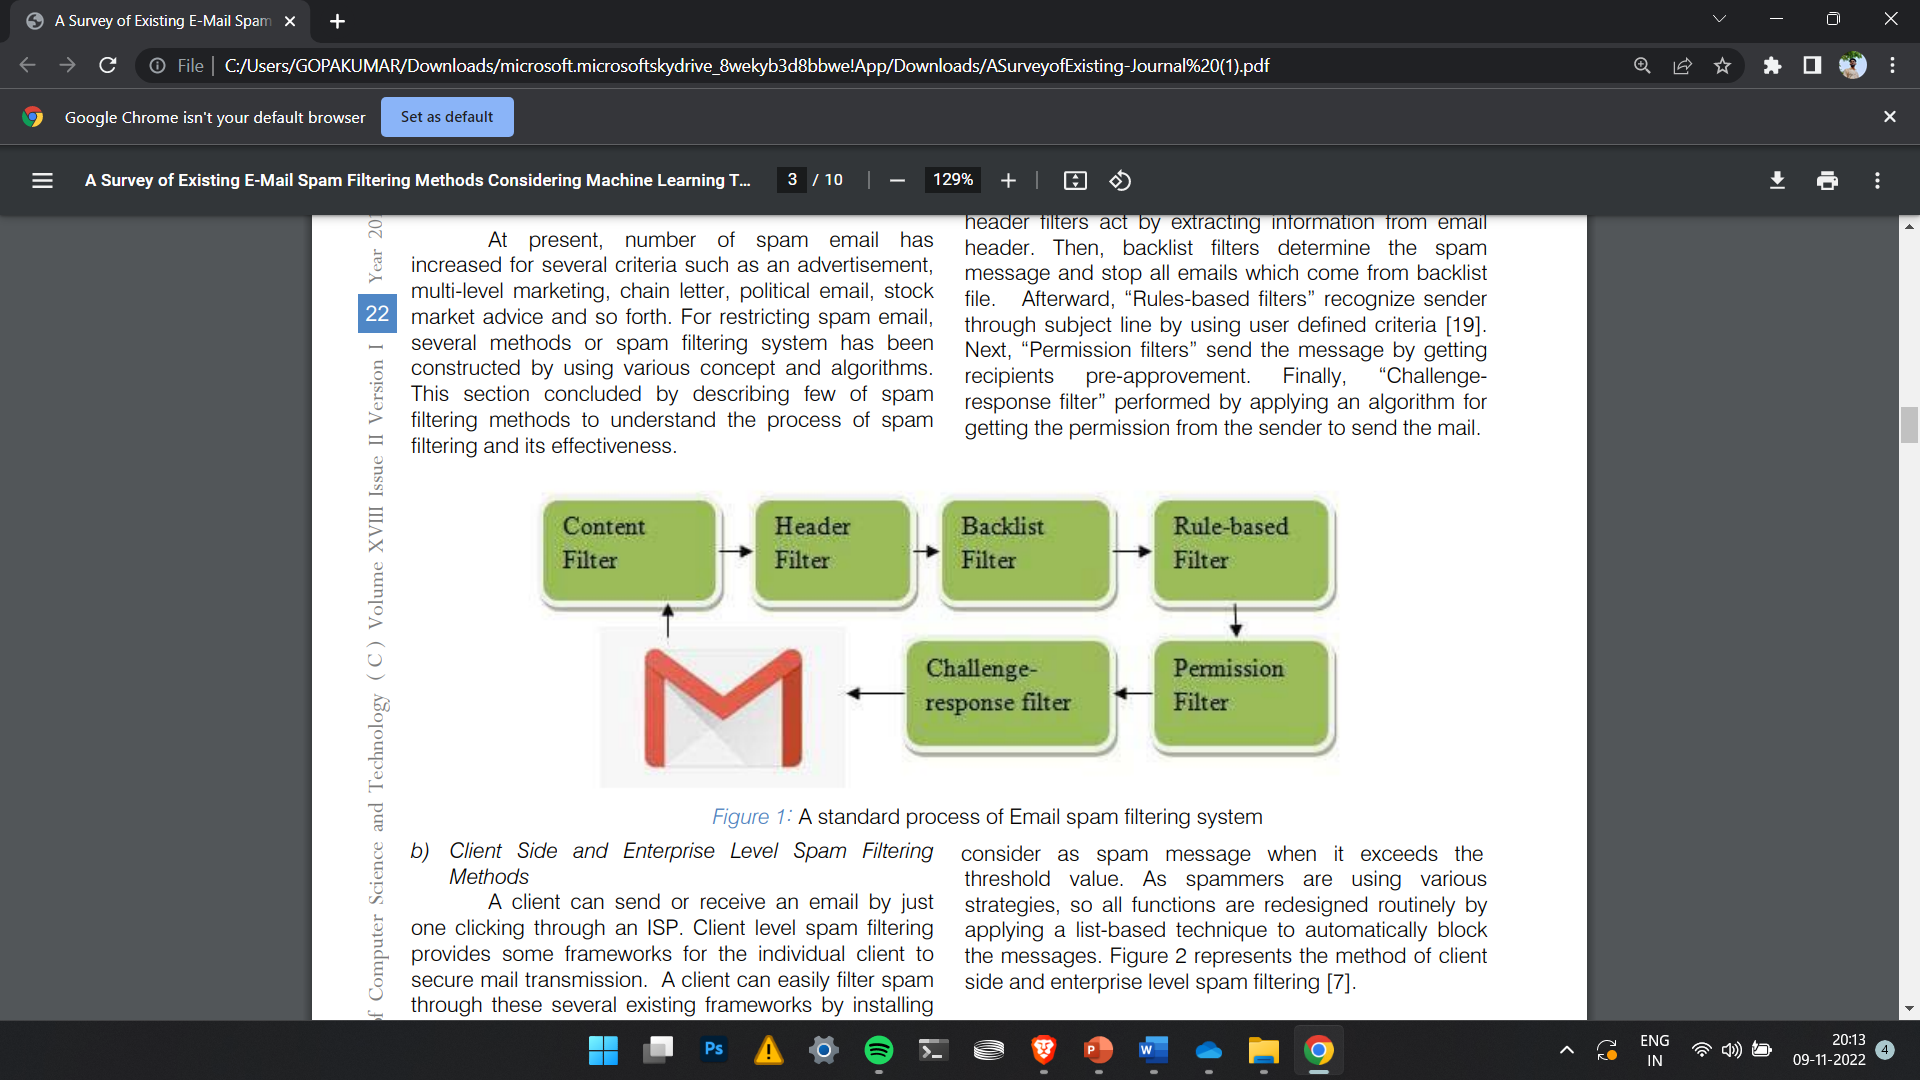 A Survey of Existing E-Mail Spam
File
C:/Users/GOPAKUMAR/Downloads/microsoft.microsoftskydrive_8wekyb3d8bbwe!App/Downloads/ASurveyofExisting-Journal%20(1).pdf
Google Chrome isn't your default browser
Set as default
A Survey of Existing E-Mail Spam Filtering Methods Considering Machine Learning T...
3 / 10
129%
Year 201
22
Computer Science and Technology ( C ) Volume XVIII Issue II Version I
At present, number of spam email has
increased for several criteria such as an advertisement,
multi-level marketing, chain letter, political email, stock
market advice and so forth. For restricting spam email,
several methods or spam filtering system has been
constructed by using various concept and algorithms.
This section concluded by describing few of spam
filtering methods to understand the process of spam
filtering and its effectiveness.
header filters act by extracting information from email
header. Then, backlist filters determine the spam
message and stop all emails which come from backlist
file. Afterward, “Rules-based filters” recognize sender
through subject line by using user defined criteria [19].
Next, “Permission filters” send the message by getting
recipients pre-approvement. Finally, “Challenge-
response filter” performed by applying an algorithm for
getting the permission from the sender to send the mail.
Content
Filter
Header
Filter
Backlist
Filter
Rule-based
Filter
Challenge-
response filter
Permission
Filter
Figure 1: A standard process of Email spam filtering system
b) Client Side and Enterprise Level Spam Filtering
Methods
A client can send or receive an email by just
one clicking through an ISP. Client level spam filtering
provides some frameworks for the individual client to
secure mail transmission. A client can easily filter spam
through these several existing frameworks by installing
consider as spam message when it exceeds the
threshold value. As spammers are using various
strategies, so all functions are redesigned routinely by
applying a list-based technique to automatically block
the messages. Figure 2 represents the method of client
side and enterprise level spam filtering [7].
Ps
P
W
ENG
IN
20:13
09-11-2022
4